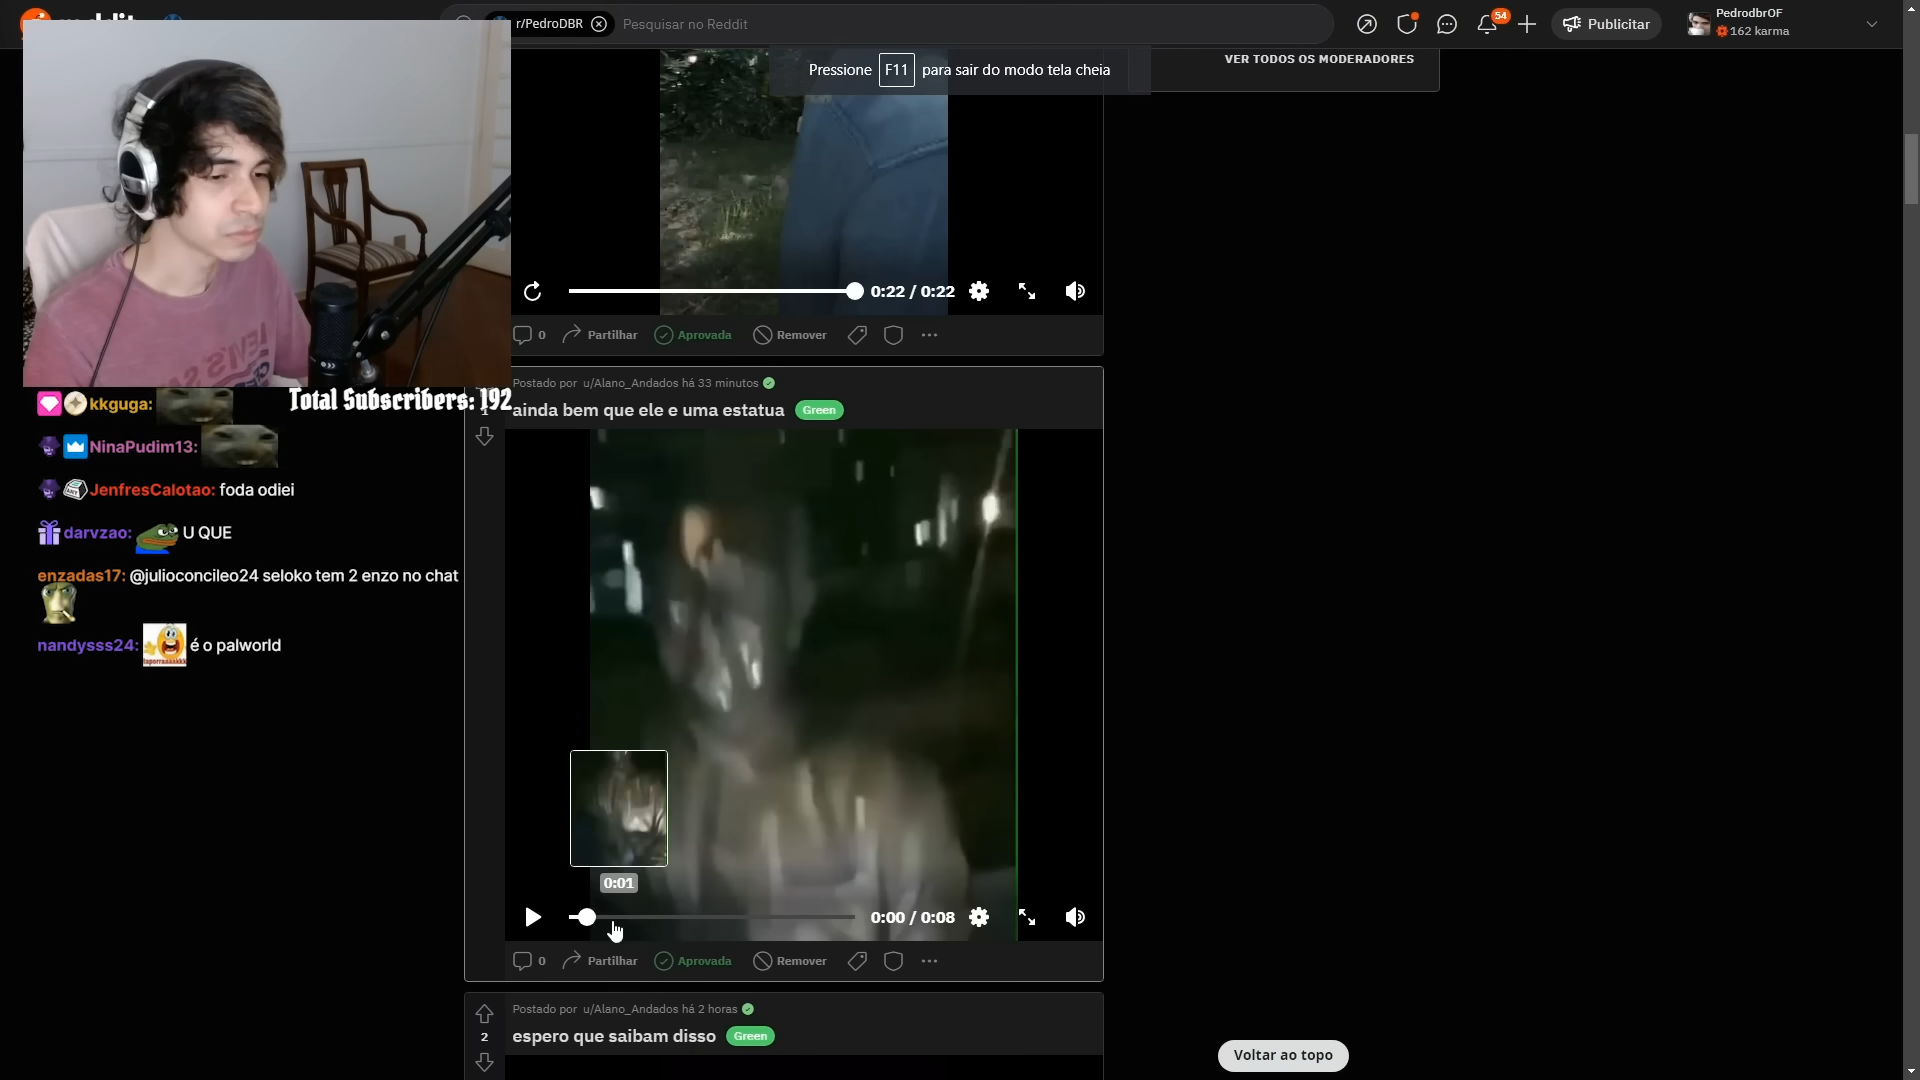 reddit
r/PedroDBR
Pesquisar no Reddit
54
Publicitar
PedrodbrOF
162 karma
Pressione F11 para sair do modo tela cheia
VER TODOS OS MODERADORES
0:22 / 0:22
0 Partilhar Aprovada Remover
kkguga:
Total Subscribers: 192
NinaPudim13:
JenfresCalotao: foda odiei
darvzao: U QUE
enzadas17: @julioconcileo24 seloko tem 2 enzo no chat
nandysss24: é o palworld
Postado por u/Alano_Andados há 33 minutos
1
ainda bem que ele e uma estatua Green
0:01
0:00 / 0:08
0 Partilhar Aprovada Remover
Postado por u/Alano_Andados há 2 horas
2
espero que saibam disso Green
Voltar ao topo